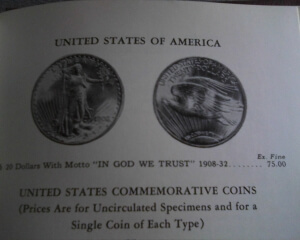 UNITED STATES OF AMERICA
Ex. Fine
20 Dollars With Motto "IN GOD WE TRUST" 1908-32........ 75.00
UNITED STATES COMMEMORATIVE COINS
(Prices Are for Uncirculated Specimens and for a
Single Coin of Each Type)